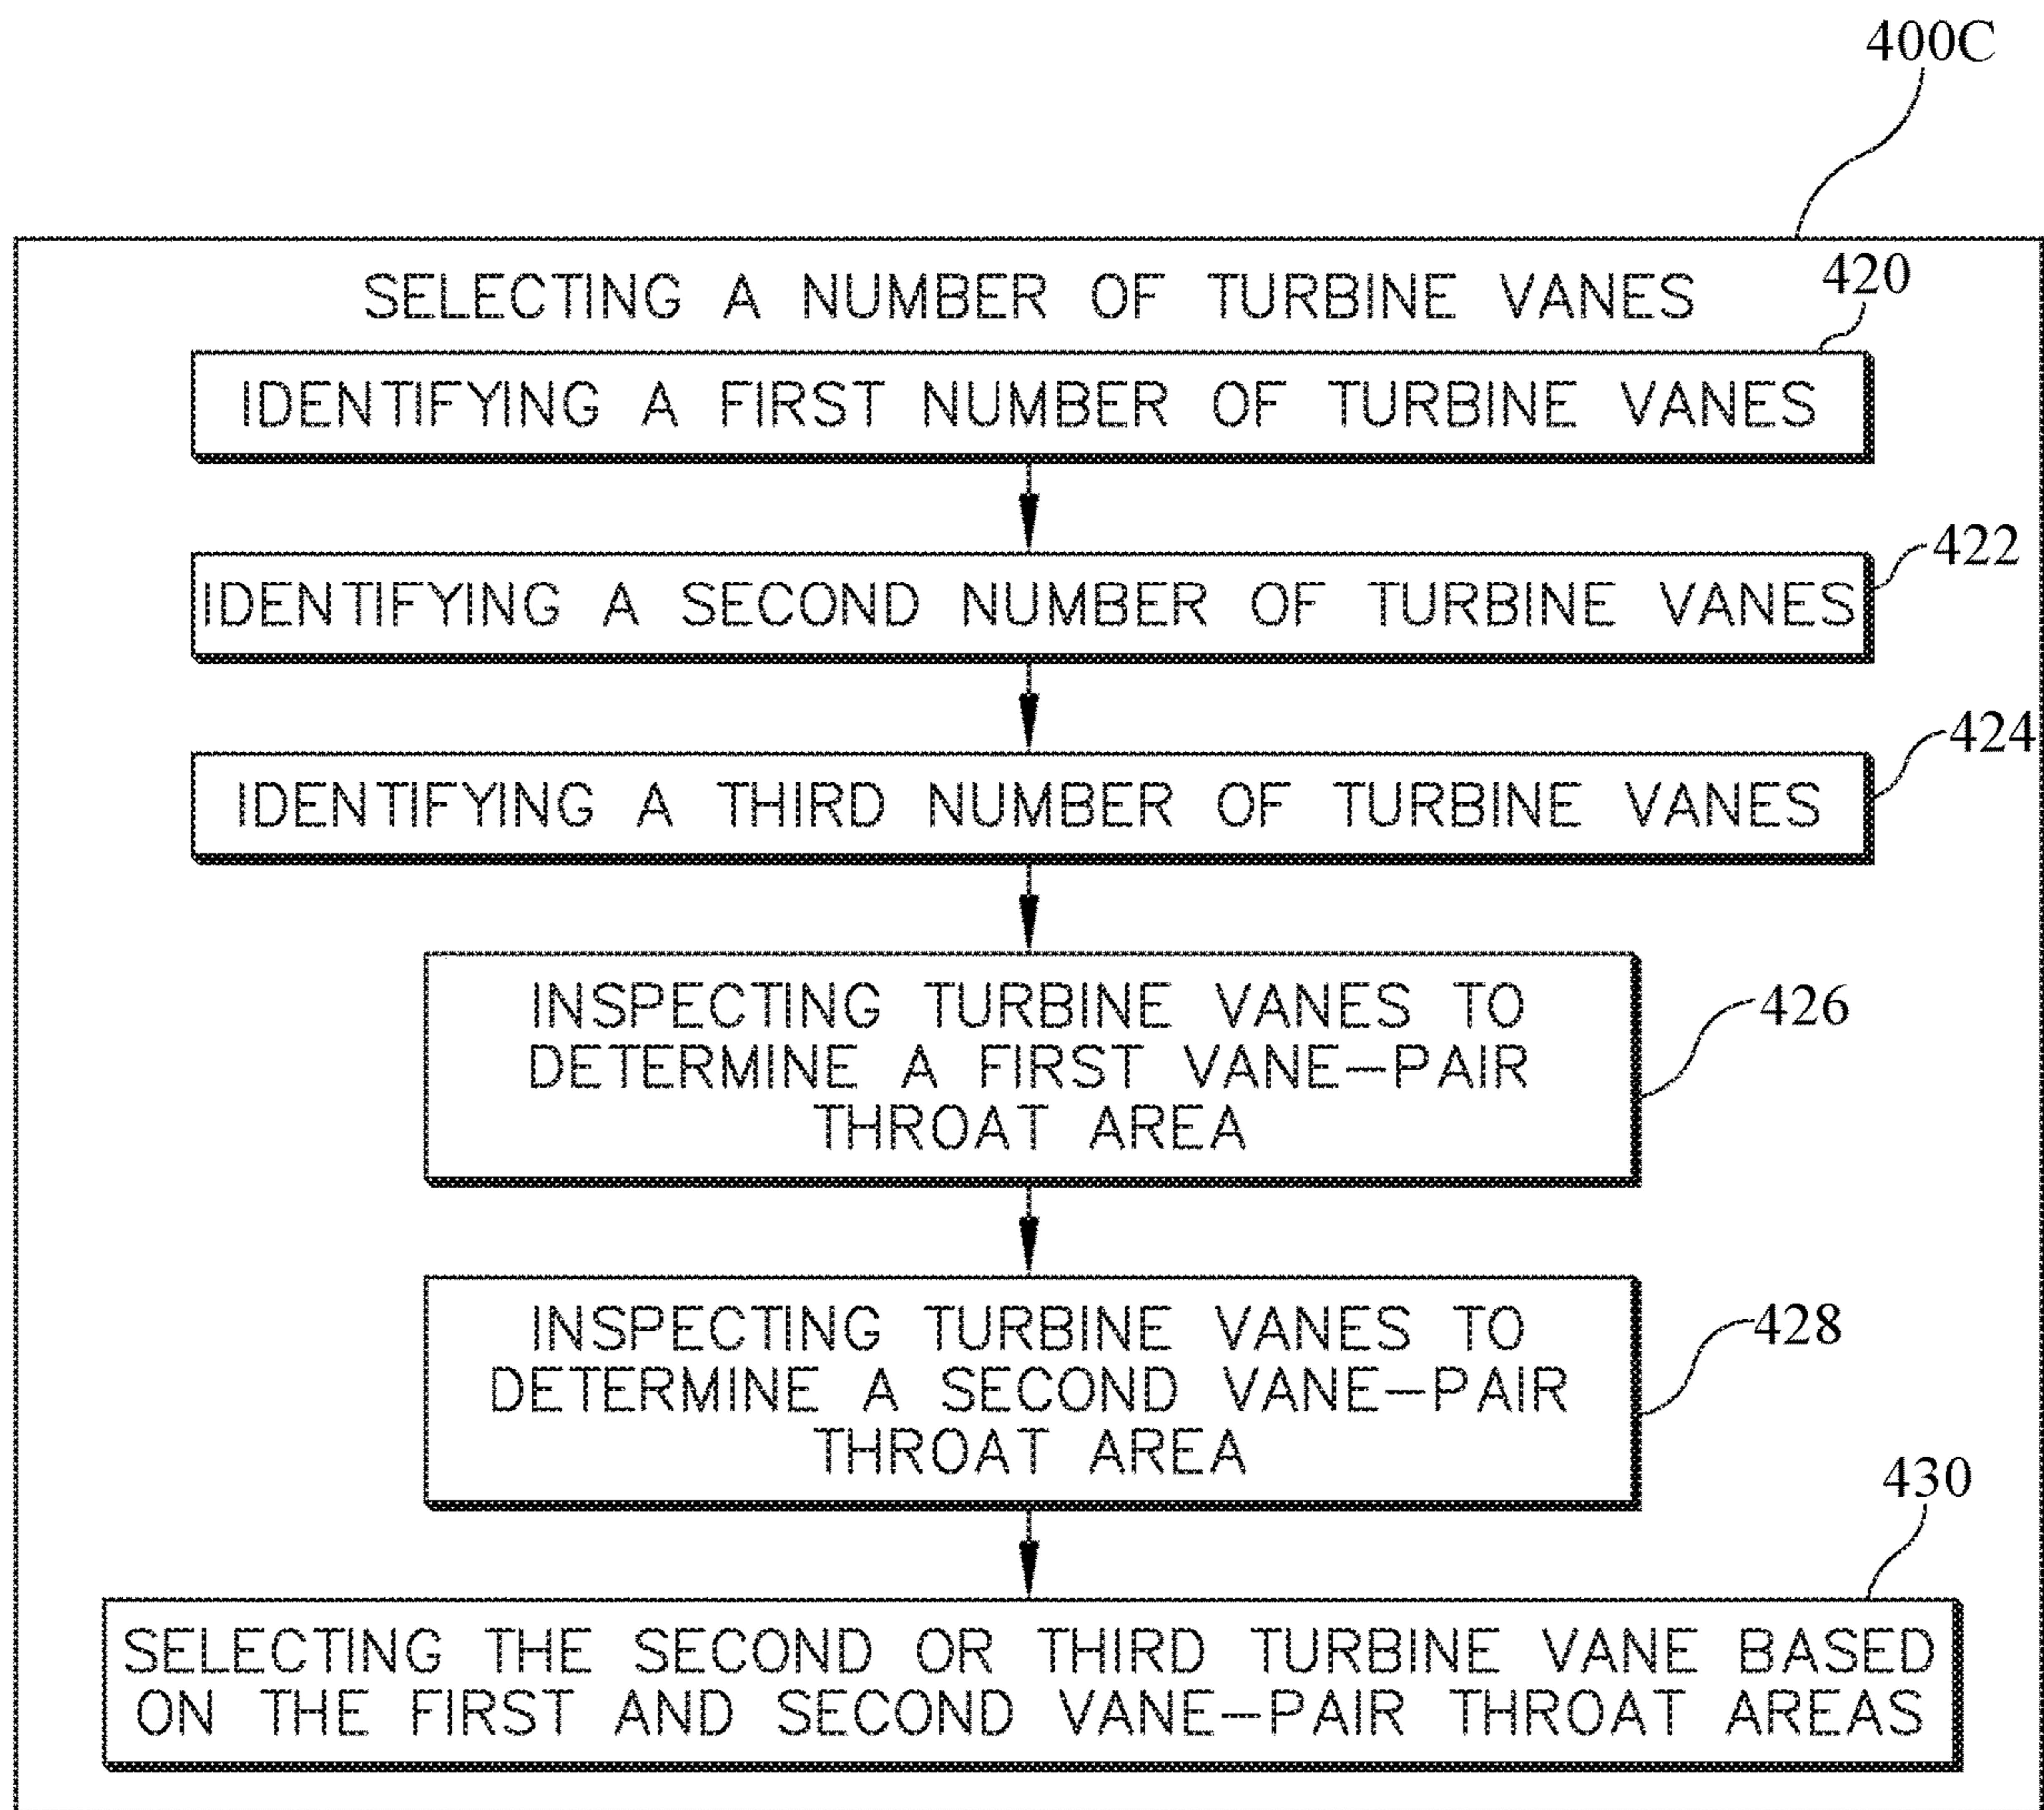 400C
SELECTING A NUMBER OF TURBINE VANES
420
IDENTIFYING A FIRST NUMBER OF TURBINE VANES
422
IDENTIFYING A SECOND NUMBER OF TURBINE VANES
424
IDENTIFYING A THIRD NUMBER OF TURBINE VANES
INSPECTING TURBINE VANES TO
DETERMINE A FIRST VANE-PAIR
THROAT AREA
426
INSPECTING TURBINE VANES TO
DETERMINE A SECOND VANE-PAIR
THROAT AREA
428
430
SELECTING THE SECOND OR THIRD TURBINE VANE BASED
ON THE FIRST AND SECOND VANE-PAIR THROAT AREAS